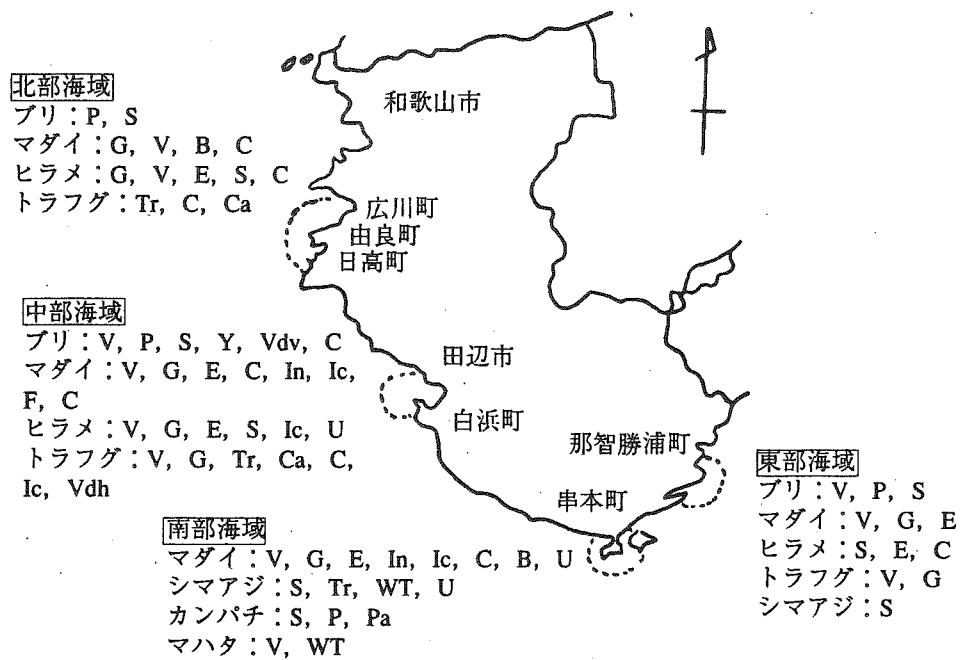 北部海域
ブリ：P, S
マダイ：G, V, B, C
ヒラメ：G, V, E, S, C
トラフグ：Tr, C, Ca
和歌山市
広川町
由良町
日高町
中部海域
ブリ：V, P, S, Y, Vdv, C
マダイ：V, G, E, C, In, Ic,
F, C
ヒラメ：V, G, E, S, Ic, U
トラフグ：V, G, Tr, Ca, C,
Ic, Vdh
田辺市
白浜町
那智勝浦町
串本町
東部海域
ブリ：V, P, S
マダイ：V, G, E
ヒラメ：S, E, C
トラフグ：V, G
シマアジ：S
南部海域
マダイ：V, G, E, In, Ic, C, B, U
シマアジ：S, Tr, WT, U
カンパチ：S, P, Pa
マハタ：V, WT